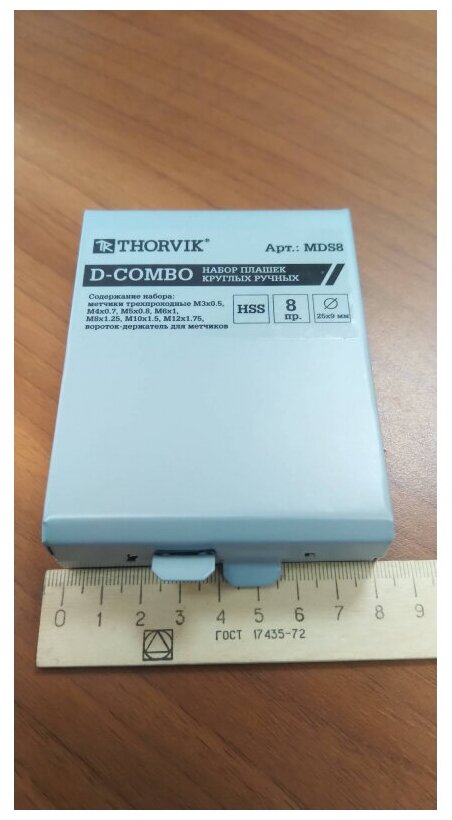 TK THORVIK®
Арт.: MDS8
D-COMBO
НАБОР ПЛАШЕК
КРУГЛЫХ РУЧНЫХ
Содержание набора:
метчики трехпроходные М3х0.5,
М4х0.7, М5х0.8, М6х1,
М8х1.25, М10х1.5, М12х1.75,
вороток-держатель для метчиков
HSS
8
пр.
25х9 мм
0 1 2 3 4 5 6 7 8 9
ГОСТ 17435-72